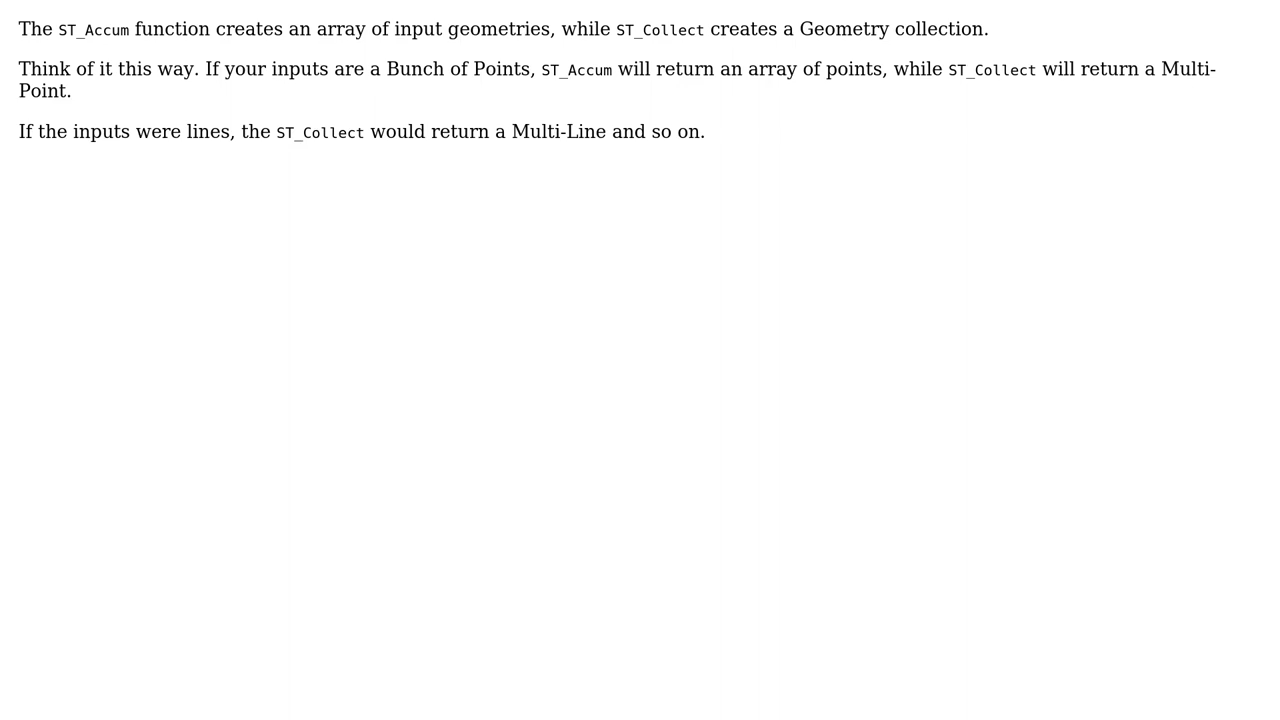 The ST_Accum function creates an array of input geometries, while ST_Collect creates a Geometry collection.
Think of it this way. If your inputs are a Bunch of Points, ST_Accum will return an array of points, while ST_Collect will return a Multi-
Point.
If the inputs were lines, the ST_Collect would return a Multi-Line and so on.